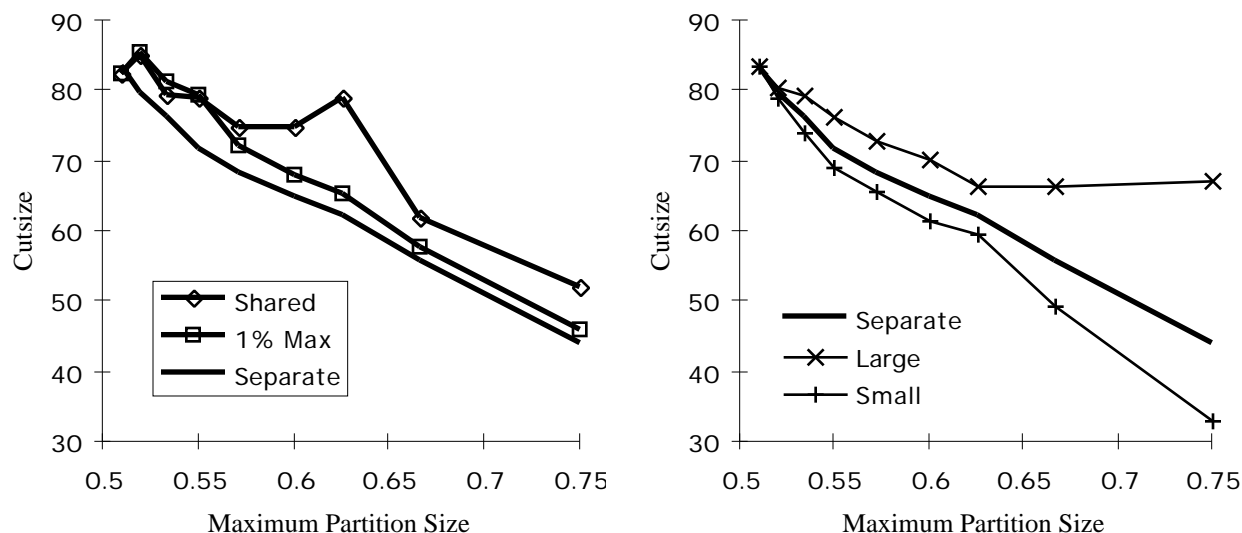 90
80
70
60
50
40
30
Cutsize
Shared
1% Max
Separate
0.5 0.55 0.6 0.65 0.7 0.75
Maximum Partition Size
90
80
70
60
50
40
30
Cutsize
Separate
Large
Small
0.5 0.55 0.6 0.65 0.7 0.75
Maximum Partition Size